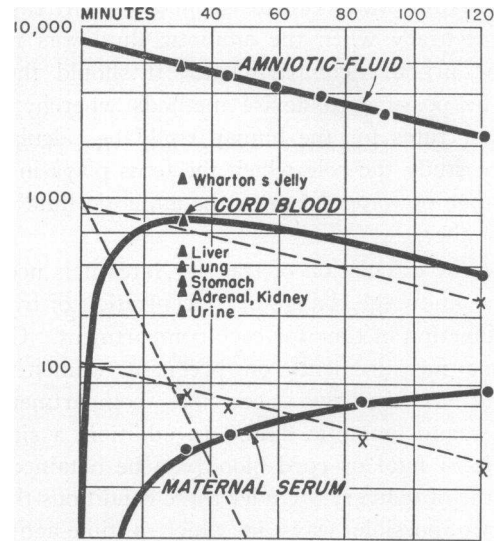 MINUTES 40 60 80 100 120
10,000
AMNIOTIC FLUID
Wharton s Jelly
1000
CORD BLOOD
Liver
Lung
Stomach
Adrenal, Kidney
Urine
100
MATERNAL SERUM